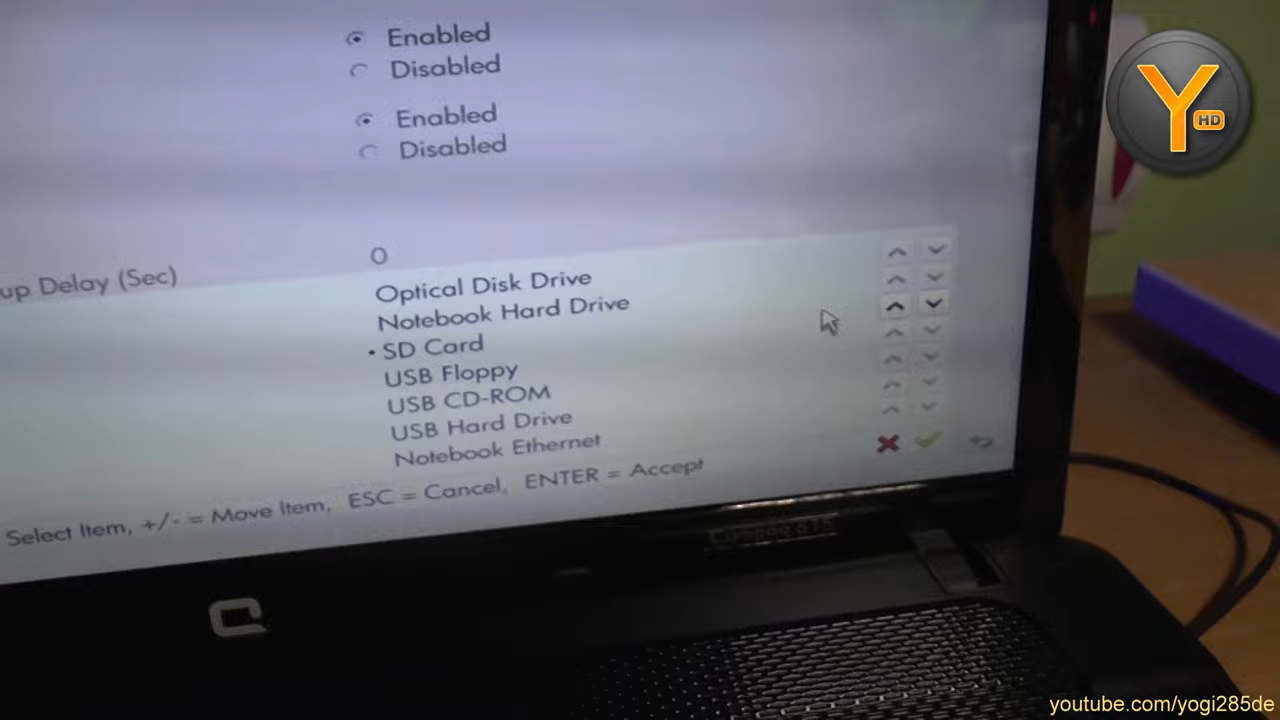 Enabled
Disabled
Enabled
Disabled
up Delay (Sec)
0
Optical Disk Drive
Notebook Hard Drive
• SD Card
USB Floppy
USB CD-ROM
USB Hard Drive
Notebook Ethernet
Select Item, +/- = Move Item, ESC = Cancel, ENTER = Accept
Y HD
youtube.com/yogi285de